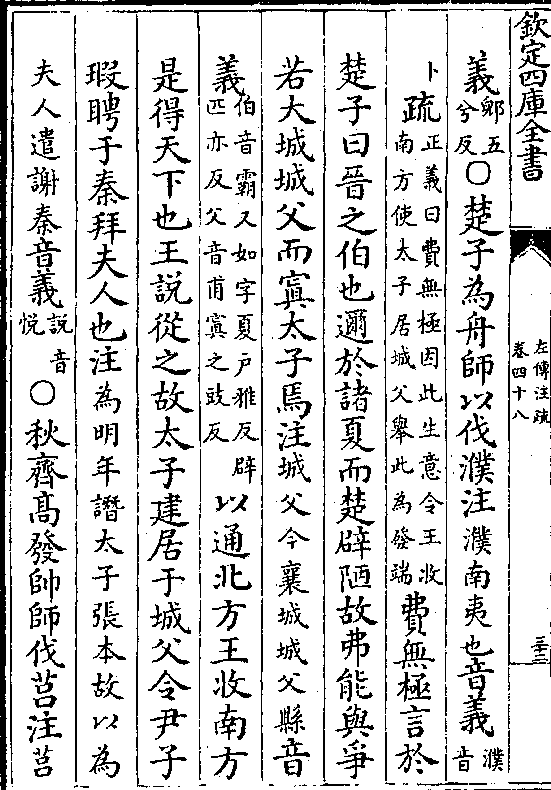 欽定四庫全書
左傳注疏
卷四十八
三十三
義郹五兮反○楚子為舟師以伐濮注濮南夷也音義濮音
卜疏正義曰費無極因此生意令王收南方使太子居城父舉此為發端費無極言於
楚子曰晉之伯也邇於諸夏而楚辟陋故弗能與爭
若大城城父而寘太子焉注城父今襄城城父縣音
義伯音霸又如字夏户雅反辟匹亦反父音甫寘之豉反以通北方王收南方
是得天下也王說從之故太子建居于城父令尹子
瑕聘于秦拜夫人也注為明年譖太子張本故以為
夫人遣謝秦音義說音悦○秋齊髙發帥師伐莒注莒